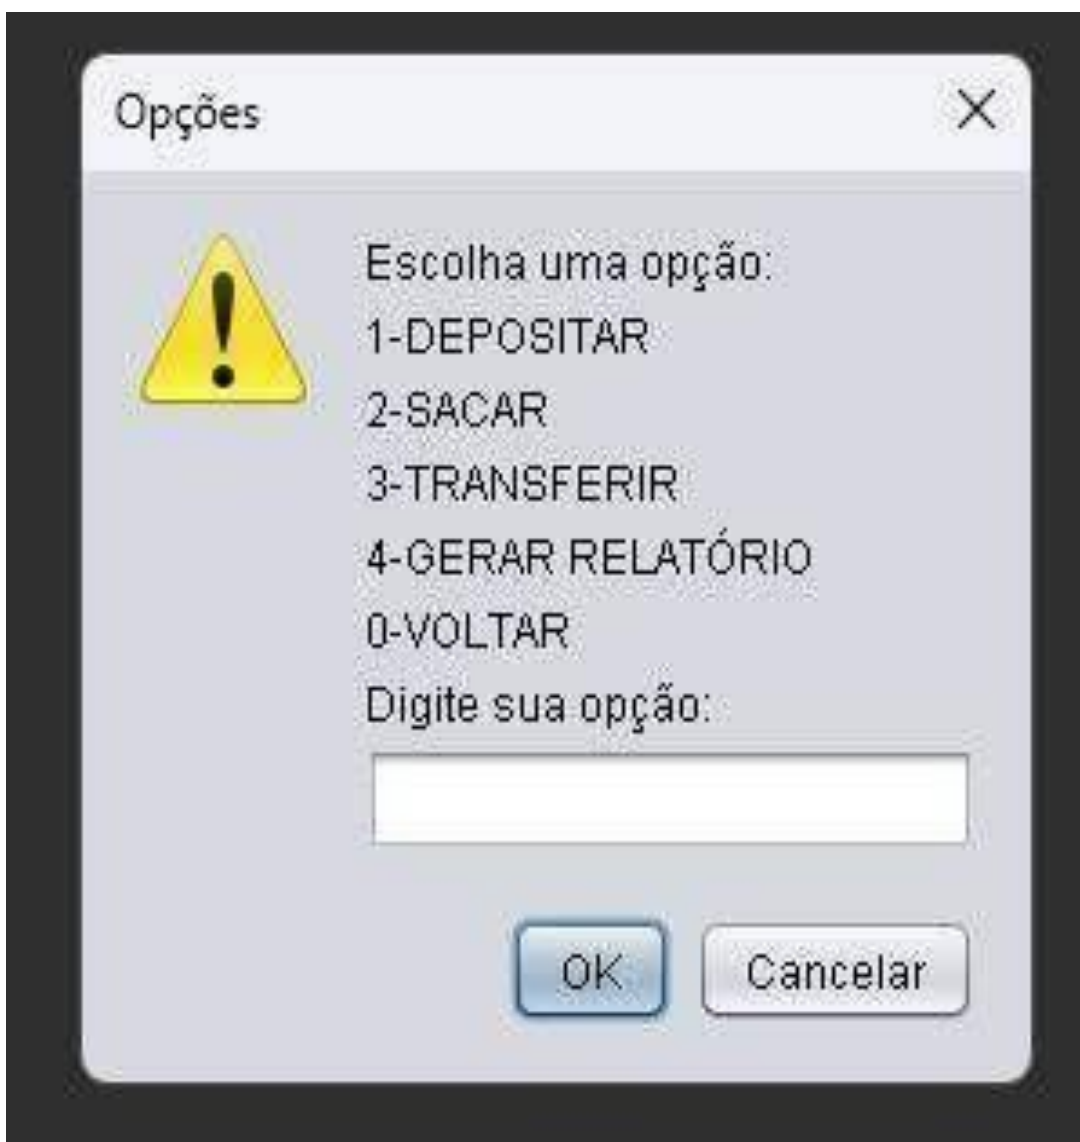 Opções
Escolha uma opção:
1-DEPOSITAR
2-SACAR
3-TRANSFERIR
4-GERAR RELATÓRIO
0-VOLTAR
Digite sua opção:
OK Cancelar